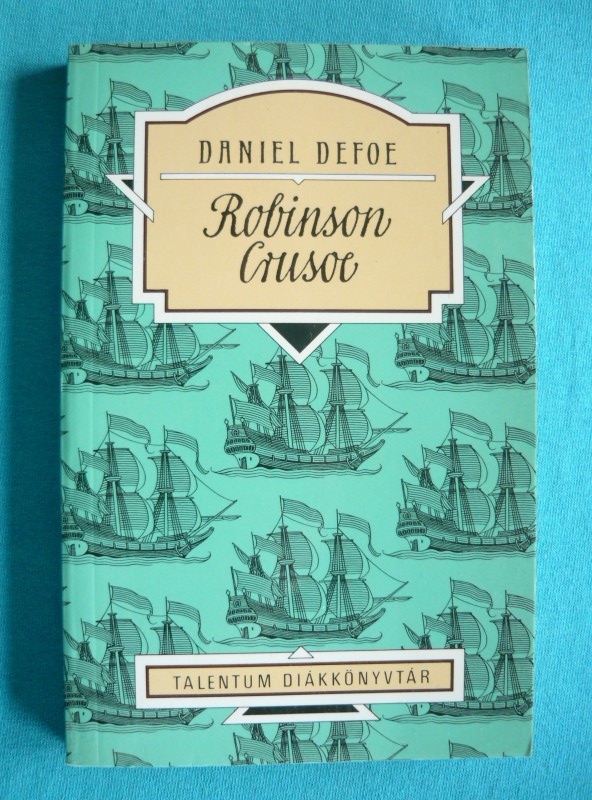 DANIEL DEFOE
Robinson
Crusoe
TALENTUM DIÁKKÖNYVTÁR